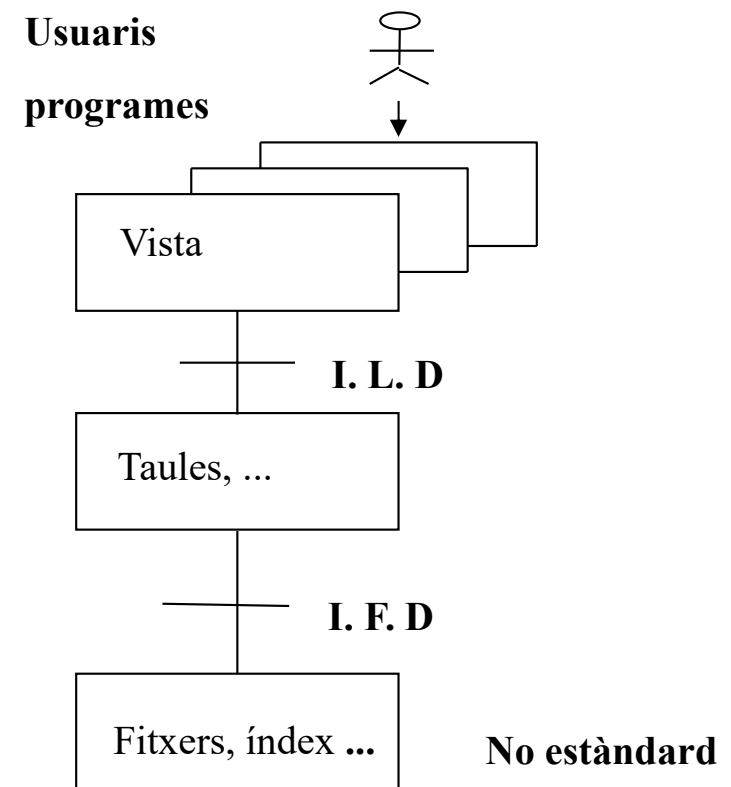 Usuaris
programes
Vista
I. L. D
Taules, ...
I. F. D
Fitxers, índex ...
No estàndard